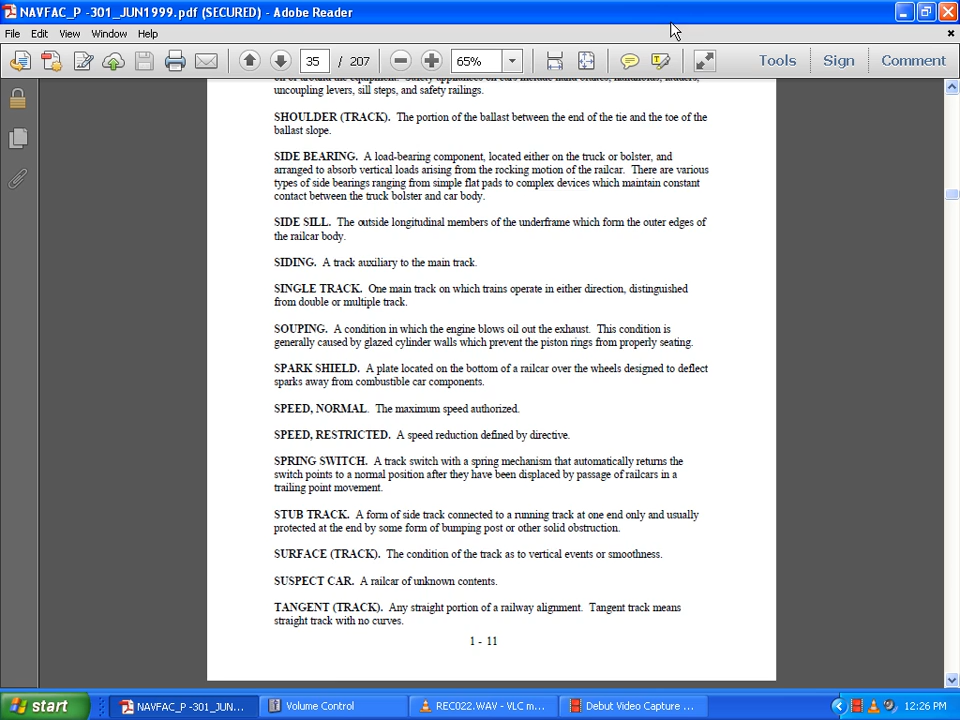 NAVFAC_P -301_JUN1999.pdf (SECURED) - Adobe Reader
File Edit View Window Help
35 / 207 65% Tools Sign Comment
uncoupling levers, sill steps, and safety railings.
SHOULDER (TRACK). The portion of the ballast between the end of the tie and the toe of the
ballast slope.
SIDE BEARING. A load-bearing component, located either on the truck or bolster, and
arranged to absorb vertical loads arising from the rocking motion of the railcar. There are various
types of side bearings ranging from simple flat pads to complex devices which maintain constant
contact between the truck bolster and car body.
SIDE SILL. The outside longitudinal members of the underframe which form the outer edges of
the railcar body.
SIDING. A track auxiliary to the main track.
SINGLE TRACK. One main track on which trains operate in either direction, distinguished
from double or multiple track.
SOUPING. A condition in which the engine blows oil out the exhaust. This condition is
generally caused by glazed cylinder walls which prevent the piston rings from properly seating.
SPARK SHIELD. A plate located on the bottom of a railcar over the wheels designed to deflect
sparks away from combustible car components.
SPEED, NORMAL. The maximum speed authorized.
SPEED, RESTRICTED. A speed reduction defined by directive.
SPRING SWITCH. A track switch with a spring mechanism that automatically returns the
switch points to a normal position after they have been displaced by passage of railcars in a
trailing point movement.
STUB TRACK. A form of side track connected to a running track at one end only and usually
protected at the end by some form of bumping post or other solid obstruction.
SURFACE (TRACK). The condition of the track as to vertical events or smoothness.
SUSPECT CAR. A railcar of unknown contents.
TANGENT (TRACK). Any straight portion of a railway alignment. Tangent track means
straight track with no curves.
1 - 11
start NAVFAC_P -301_JUN... Volume Control REC022.WAV - VLC m... Debut Video Capture ... 12:26 PM